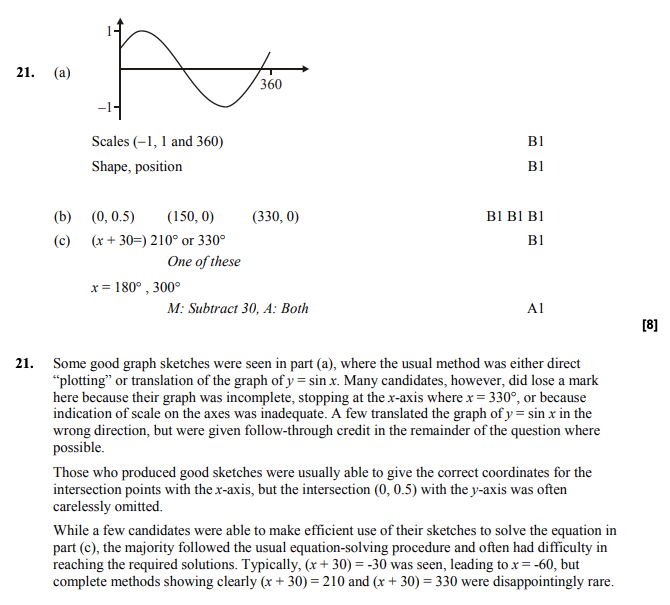 1
21. (a)
360
–1
Scales (–1, 1 and 360) B1
Shape, position B1
(b) (0, 0.5) (150, 0) (330, 0) B1 B1 B1
(c) (x + 30=) 210° or 330° B1
One of these
x = 180° , 300°
M: Subtract 30, A: Both A1
[8]
21. Some good graph sketches were seen in part (a), where the usual method was either direct
“plotting” or translation of the graph of y = sin x. Many candidates, however, did lose a mark
here because their graph was incomplete, stopping at the x-axis where x = 330°, or because
indication of scale on the axes was inadequate. A few translated the graph of y = sin x in the
wrong direction, but were given follow-through credit in the remainder of the question where
possible.
Those who produced good sketches were usually able to give the correct coordinates for the
intersection points with the x-axis, but the intersection (0, 0.5) with the y-axis was often
carelessly omitted.
While a few candidates were able to make efficient use of their sketches to solve the equation in
part (c), the majority followed the usual equation-solving procedure and often had difficulty in
reaching the required solutions. Typically, (x + 30) = -30 was seen, leading to x = -60, but
complete methods showing clearly (x + 30) = 210 and (x + 30) = 330 were disappointingly rare.